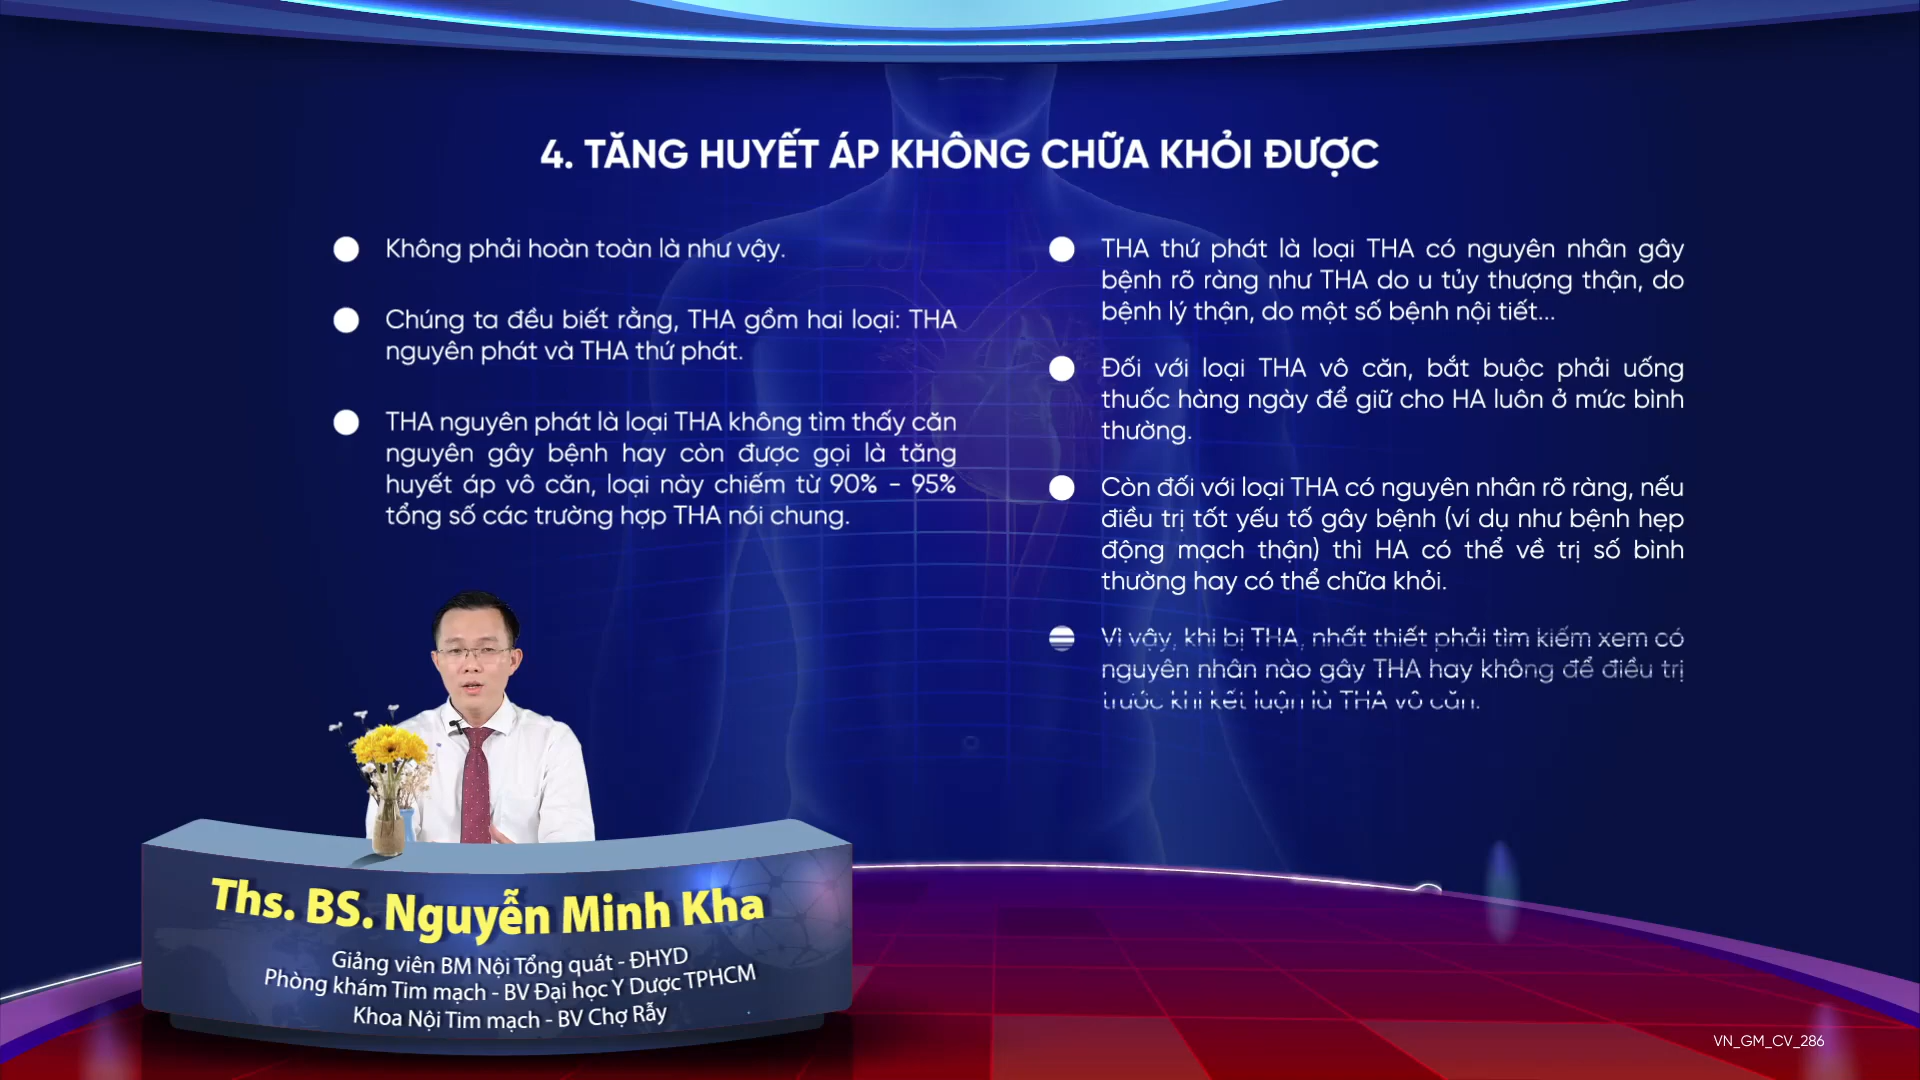 4. TĂNG HUYẾT ÁP KHÔNG CHỮA KHỎI ĐƯỢC
Không phải hoàn toàn là như vậy.
Chúng ta đều biết rằng, THA gồm hai loại: THA
nguyên phát và THA thứ phát.
THA nguyên phát là loại THA không tìm thấy căn
nguyên gây bệnh hay còn được gọi là tăng
huyết áp vô căn, loại này chiếm từ 90% - 95%
tổng số các trường hợp THA nói chung.
THA thứ phát là loại THA có nguyên nhân gây
bệnh rõ ràng như THA do u tủy thượng thận, do
bệnh lý thận, do một số bệnh nội tiết...
Đối với loại THA vô căn, bắt buộc phải uống
thuốc hàng ngày để giữ cho HA luôn ở mức bình
thường.
Còn đối với loại THA có nguyên nhân rõ ràng, nếu
điều trị tốt yếu tố gây bệnh (ví dụ như bệnh hẹp
động mạch thận) thì HA có thể về trị số bình
thường hay có thể chữa khỏi.
Vì vậy, khi bị THA, nhất thiết phải tìm kiếm xem có
nguyên nhân nào gây THA hay không để điều trị
trước khi kết luận là THA vô căn.
Ths. BS. Nguyễn Minh Kha
Giảng viên BM Nội Tổng quát - ĐHYD
Phòng khám Tim mạch - BV Đại học Y Dược TPHCM
Khoa Nội Tim mạch - BV Chợ Rẫy
VN_GM_CV_286